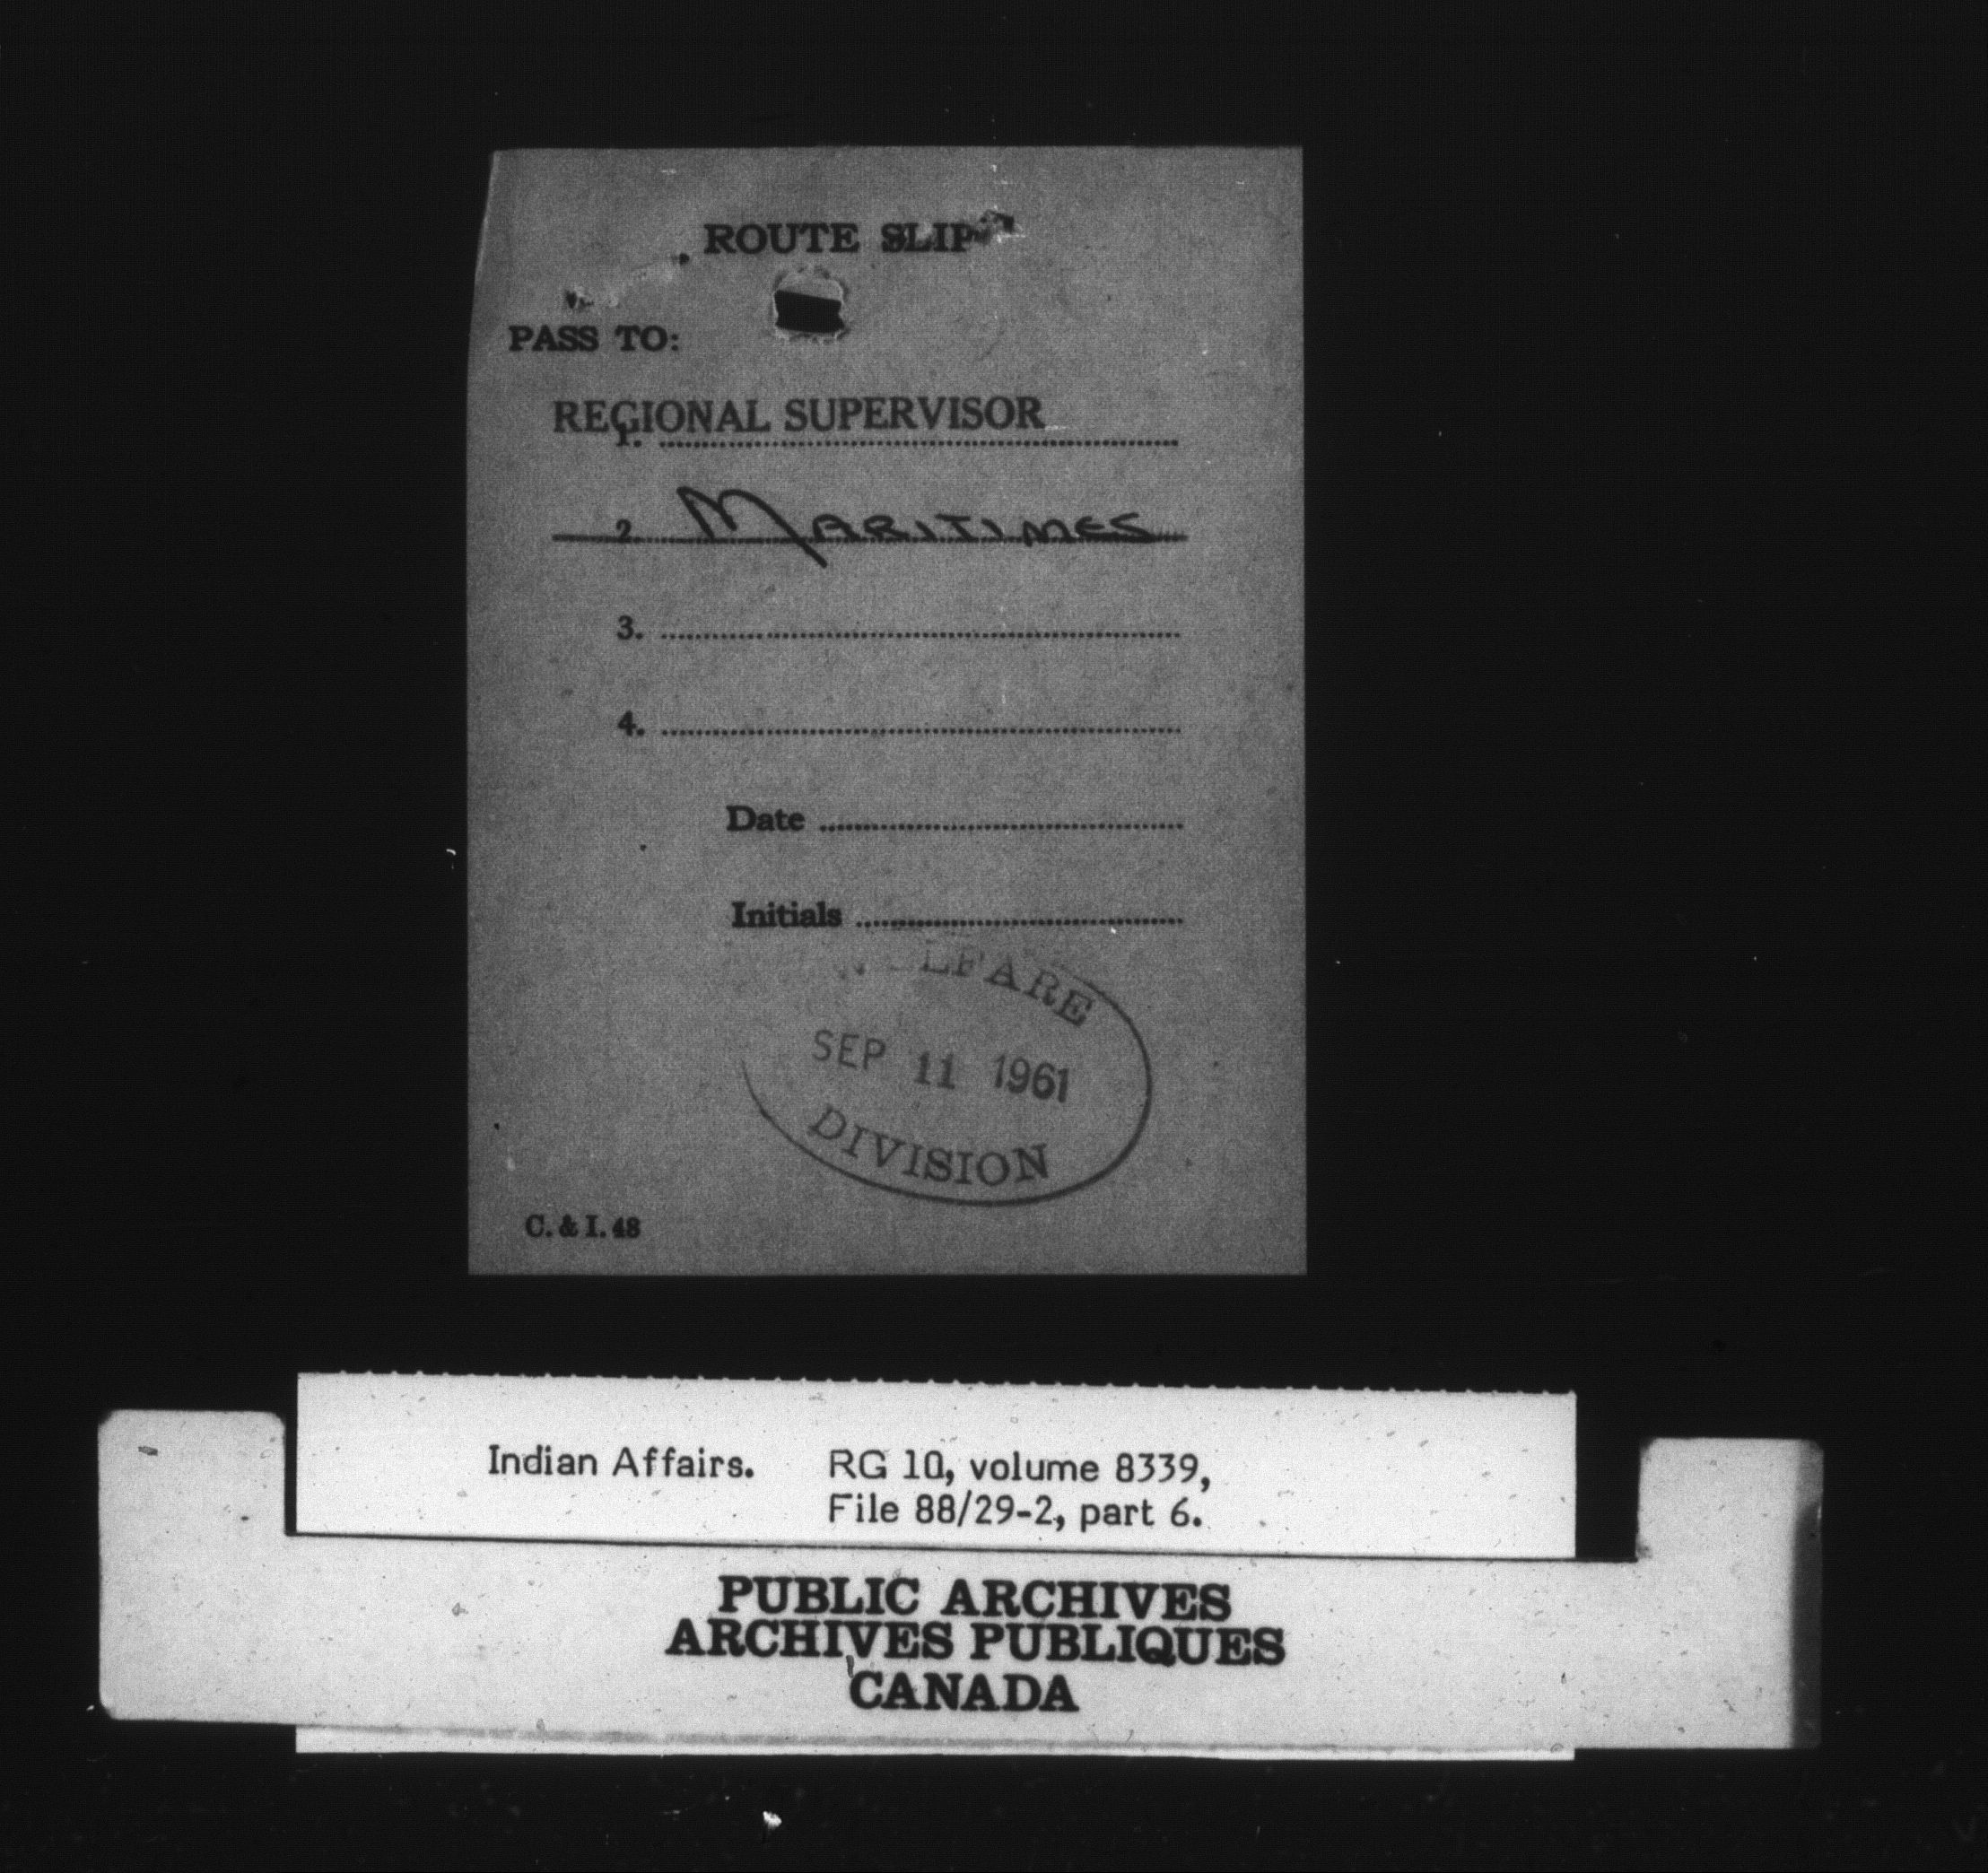 ROUTE SLIP
PASS TO:
REGIONAL SUPERVISOR
1.
2. MARITIMES
3.
4.
Date
Initials
WELFARE
SEP 11 1961
DIVISION
C. & I. 48
Indian Affairs. RG 10, volume 8339,
File 88/29-2, part 6.
PUBLIC ARCHIVES
ARCHIVES PUBLIQUES
CANADA